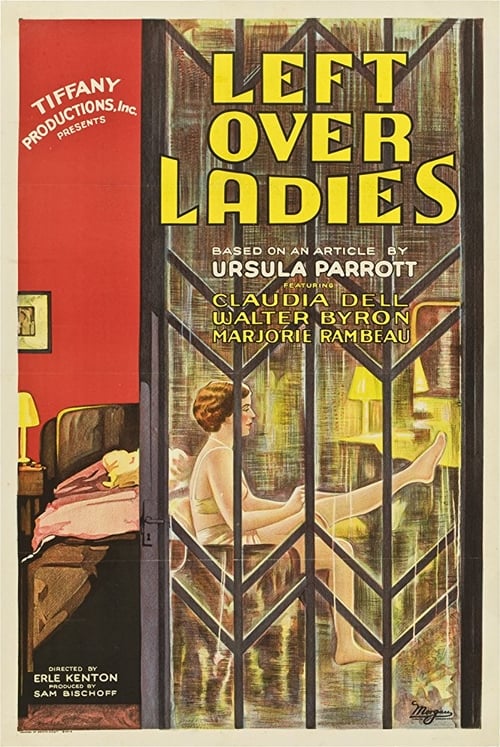 TIFFANY
PRODUCTIONS, Inc.
PRESENTS
LEFT
OVER
LADIES
BASED ON AN ARTICLE BY
URSULA PARROTT
FEATURING
CLAUDIA DELL
WALTER BYRON
MARJORIE RAMBEAU
DIRECTED BY
ERLE KENTON
PRODUCED BY
SAM BISCHOFF
Morgan